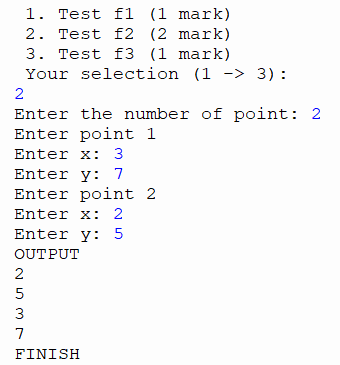 1. Test f1 (1 mark)
2. Test f2 (2 mark)
3. Test f3 (1 mark)
Your selection (1 -> 3):
2
Enter the number of point: 2
Enter point 1
Enter x: 3
Enter y: 7
Enter point 2
Enter x: 2
Enter y: 5
OUTPUT
2
5
3
7
FINISH